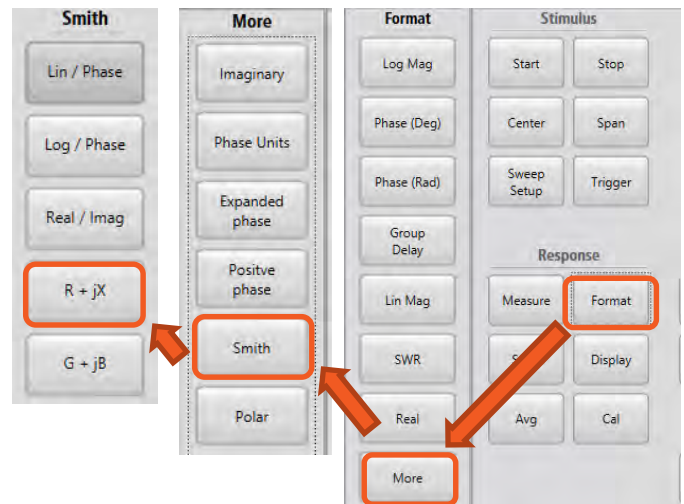 Smith
Lin / Phase
Log / Phase
Real / Imag
R + jX
G + jB
More
Imaginary
Phase Units
Expanded
phase
Positve
phase
Smith
Polar
Format
Log Mag
Phase (Deg)
Phase (Rad)
Group
Delay
Lin Mag
SWR
Real
More
Stimulus
Start
Stop
Center
Span
Sweep
Setup
Trigger
Response
Measure
Format
Display
Avg
Cal